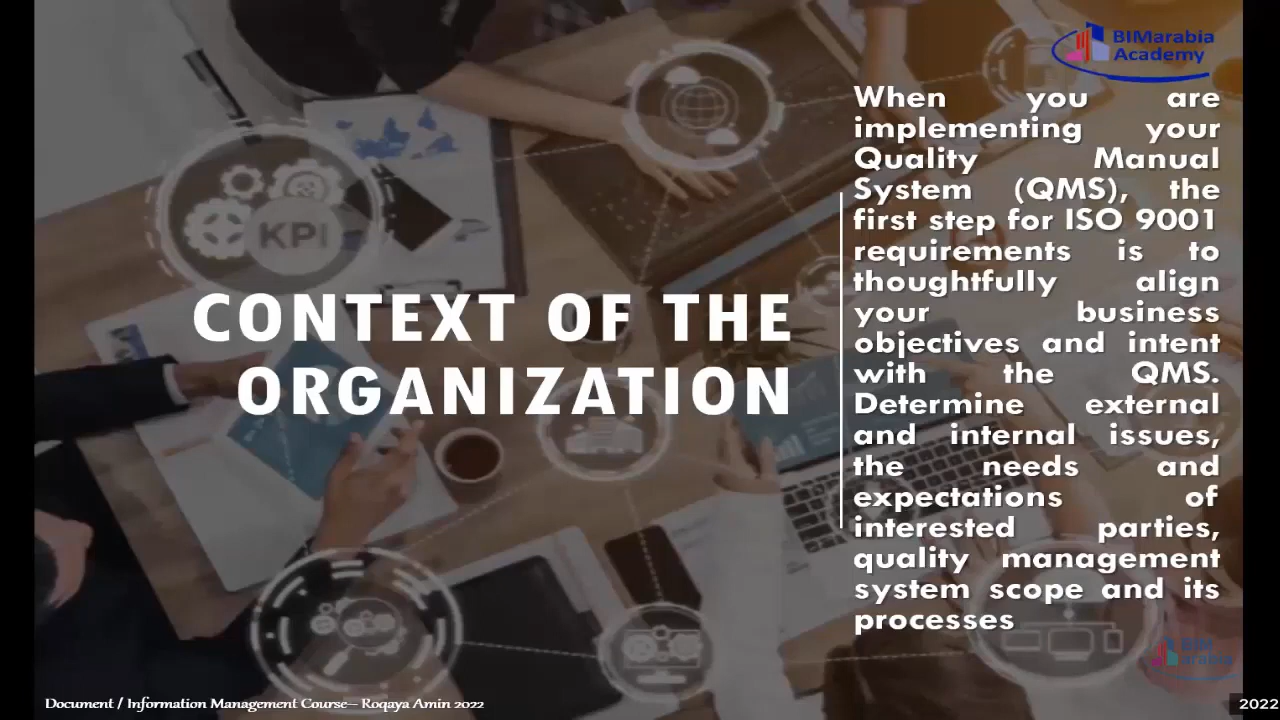 BIMarabia
Academy
When you are
implementing your
Quality Manual
System (QMS), the
first step for ISO 9001
requirements is to
thoughtfully align
your business
objectives and intent
with the QMS.
Determine external
and internal issues,
the needs and
expectations of
interested parties,
quality management
system scope and its
processes
KPI
CONTEXT OF THE
ORGANIZATION
BIM
arabia
Document / Information Management Course– Roqaya Amin 2022
2022